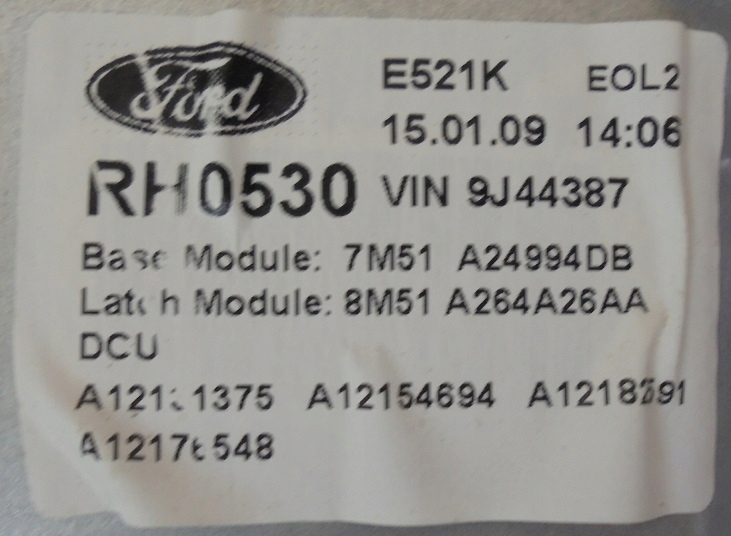 Ford E521K EOL2
15.01.09 14:06
RH0530 VIN 9J44387
Base Module: 7M51 A24994DB
Latch Module: 8M51 A264A26AA
DCU
A12154694